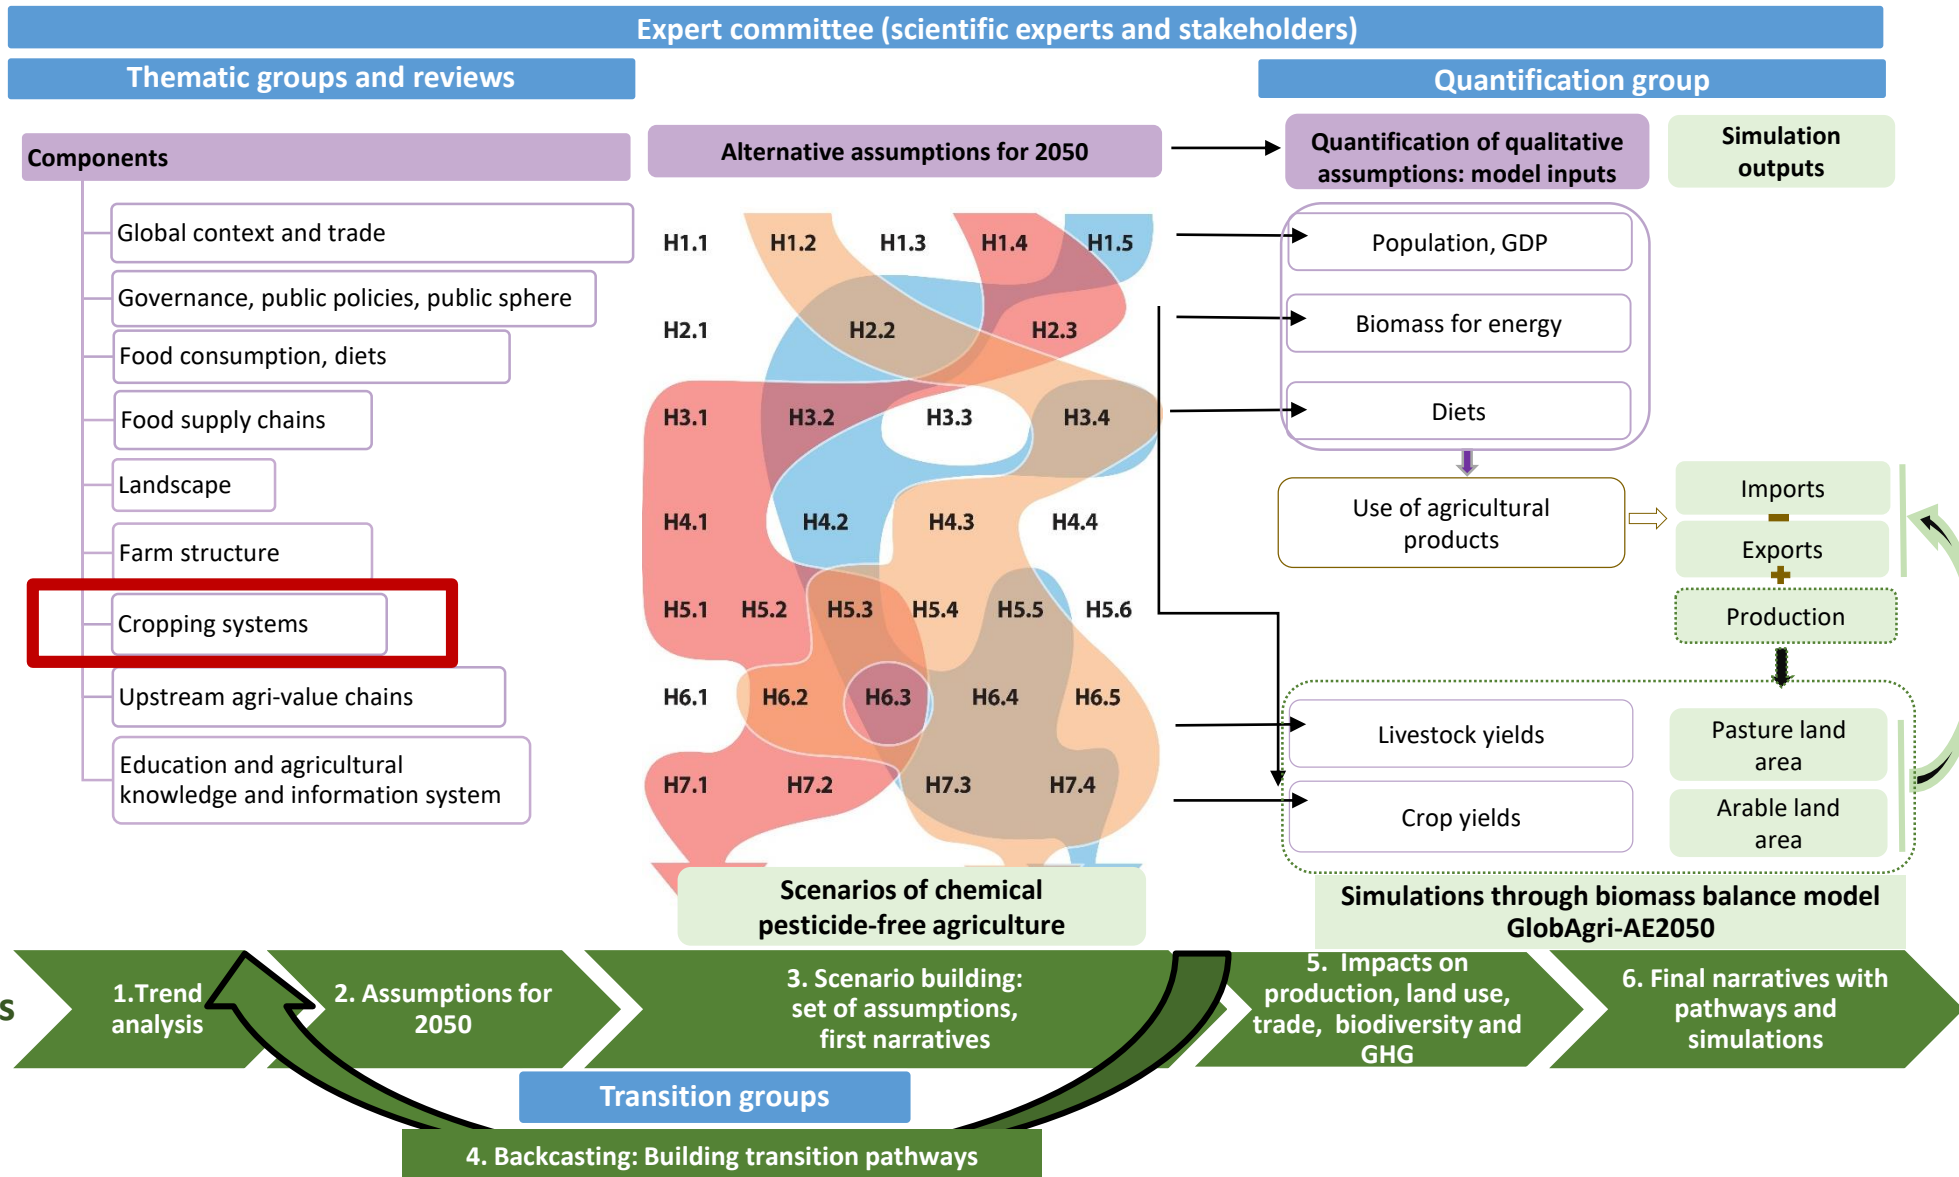 Expert committee (scientific experts and stakeholders)
Thematic groups and reviews
Quantification group
Components
Global context and trade
Governance, public policies, public sphere
Food consumption, diets
Food supply chains
Landscape
Farm structure
Cropping systems
Upstream agri-value chains
Education and agricultural
knowledge and information system
Alternative assumptions for 2050
H1.1 H1.2 H1.3 H1.4 H1.5
H2.1 H2.2 H2.3
H3.1 H3.2 H3.3 H3.4
H4.1 H4.2 H4.3 H4.4
H5.1 H5.2 H5.3 H5.4 H5.5 H5.6
H6.1 H6.2 H6.3 H6.4 H6.5
H7.1 H7.2 H7.3 H7.4
Scenarios of chemical
pesticide-free agriculture
Quantification of qualitative
assumptions: model inputs
Population, GDP
Biomass for energy
Diets
Use of agricultural
products
Livestock yields
Crop yields
Simulation
outputs
Imports
Exports
Production
Pasture land
area
Arable land
area
Simulations through biomass balance model
GlobAgri-AE2050
s
1.Trend
analysis
2. Assumptions for
2050
3. Scenario building:
set of assumptions,
first narratives
5. Impacts on
production, land use,
trade, biodiversity and
GHG
6. Final narratives with
pathways and
simulations
Transition groups
4. Backcasting: Building transition pathways